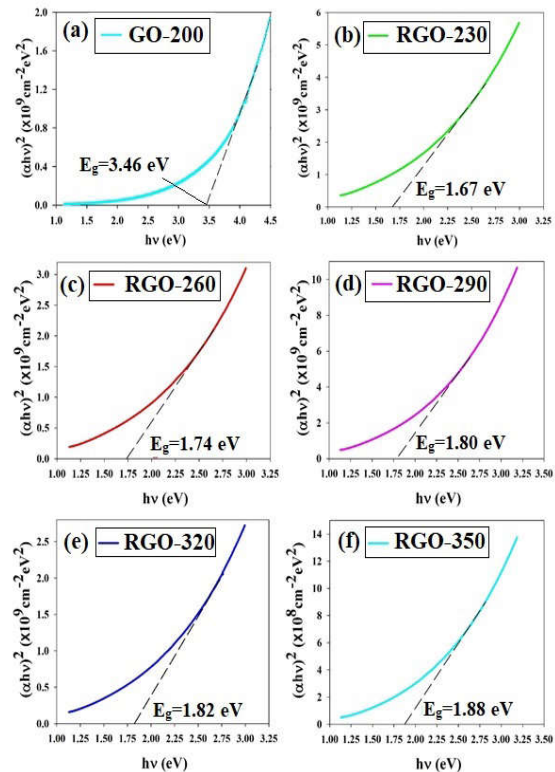 (a) GO-200
(αhν)² (x10⁹cm⁻²eV²)
2.0
1.6
1.2
0.8
0.4
0.0
E_g=3.46 eV
1.0 1.5 2.0 2.5 3.0 3.5 4.0 4.5
hν (eV)
(b) RGO-230
(αhν)² (x10⁹cm⁻²eV²)
6
5
4
3
2
1
0
E_g=1.67 eV
1.00 1.25 1.50 1.75 2.00 2.25 2.50 2.75 3.00 3.25
hν (eV)
(c) RGO-260
(αhν)² (x10⁹cm⁻²eV²)
3.0
2.5
2.0
1.5
1.0
0.5
0.0
E_g=1.74 eV
1.00 1.25 1.50 1.75 2.00 2.25 2.50 2.75 3.00 3.25
hν (eV)
(d) RGO-290
(αhν)² (x10⁹cm⁻²eV²)
10
8
6
4
2
0
E_g=1.80 eV
1.00 1.25 1.50 1.75 2.00 2.25 2.50 2.75 3.00 3.25 3.50
hν (eV)
(e) RGO-320
(αhν)² (x10⁹cm⁻²eV²)
2.5
2.0
1.5
1.0
0.5
0.0
E_g=1.82 eV
1.00 1.25 1.50 1.75 2.00 2.25 2.50 2.75 3.00 3.25
hν (eV)
(f) RGO-350
(αhν)² (x10⁸cm⁻²eV²)
14
12
10
8
6
4
2
0
E_g=1.88 eV
1.00 1.25 1.50 1.75 2.00 2.25 2.50 2.75 3.00 3.25 3.50
hν (eV)